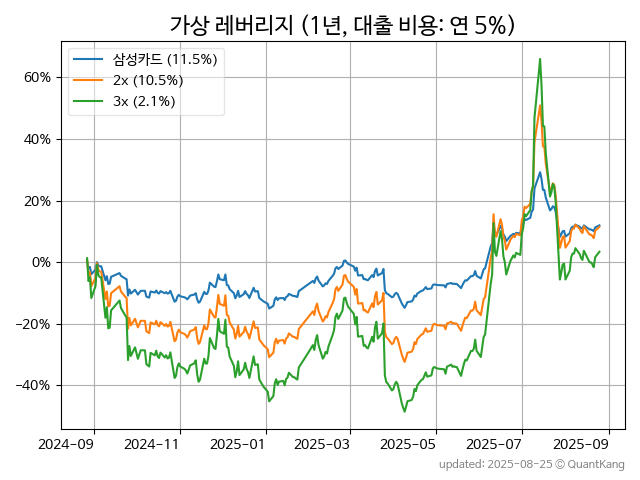 가상 레버리지 (1년, 대출 비용: 연 5%)
삼성카드 (11.5%)
2x (10.5%)
3x (2.1%)
60%
40%
20%
0%
−20%
−40%
2024-09 2024-11 2025-01 2025-03 2025-05 2025-07 2025-09
updated: 2025-08-25 © QuantKang